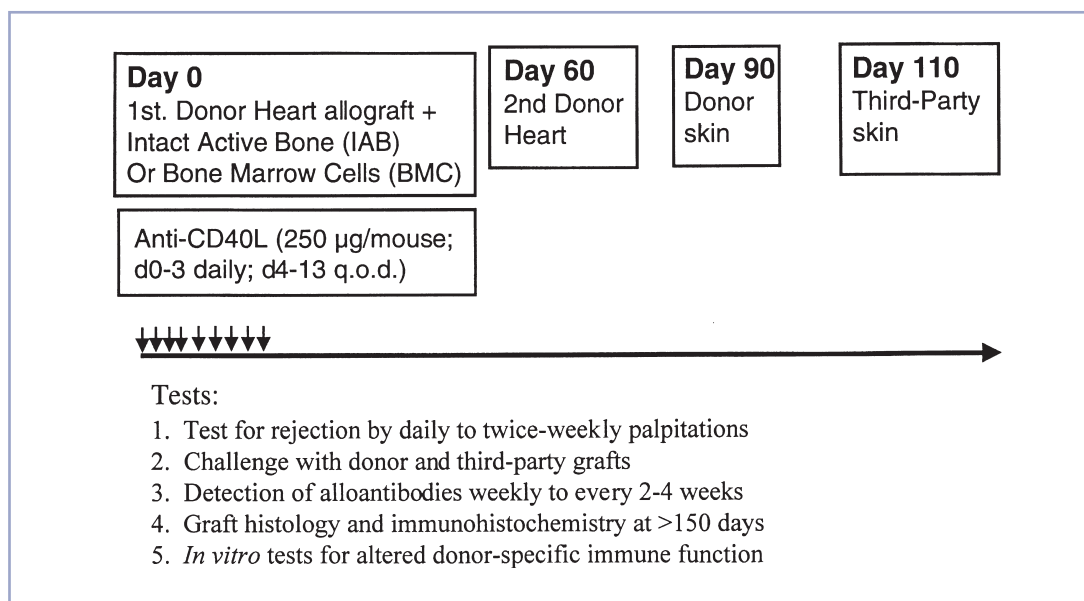 Day 0
1st. Donor Heart allograft +
Intact Active Bone (IAB)
Or Bone Marrow Cells (BMC)
Day 60
2nd Donor
Heart
Day 90
Donor
skin
Day 110
Third-Party
skin
Anti-CD40L (250 µg/mouse;
d0-3 daily; d4-13 q.o.d.)
Tests:
1. Test for rejection by daily to twice-weekly palpitations
2. Challenge with donor and third-party grafts
3. Detection of alloantibodies weekly to every 2-4 weeks
4. Graft histology and immunohistochemistry at >150 days
5. In vitro tests for altered donor-specific immune function